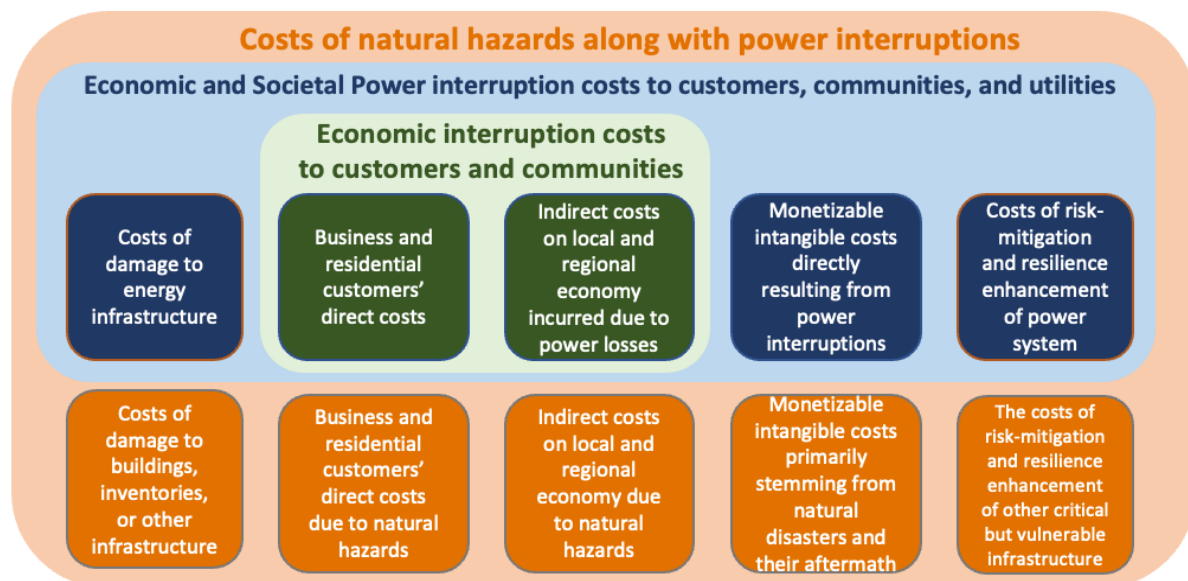 Costs of natural hazards along with power interruptions
Economic and Societal Power interruption costs to customers, communities, and utilities
Economic interruption costs
to customers and communities
Costs of
damage to
energy
infrastructure
Business and
residential
customers’
direct costs
Indirect costs
on local and
regional
economy
incurred due to
power losses
Monetizable
intangible costs
directly
resulting from
power
interruptions
Costs of risk-
mitigation
and resilience
enhancement
of power
system
Costs of
damage to
buildings,
inventories,
or other
infrastructure
Business and
residential
customers’
direct costs
due to natural
hazards
Indirect costs
on local and
regional
economy due
to natural
hazards
Monetizable
intangible costs
primarily
stemming from
natural
disasters and
their aftermath
The costs of
risk-mitigation
and resilience
enhancement
of other critical
but vulnerable
infrastructure